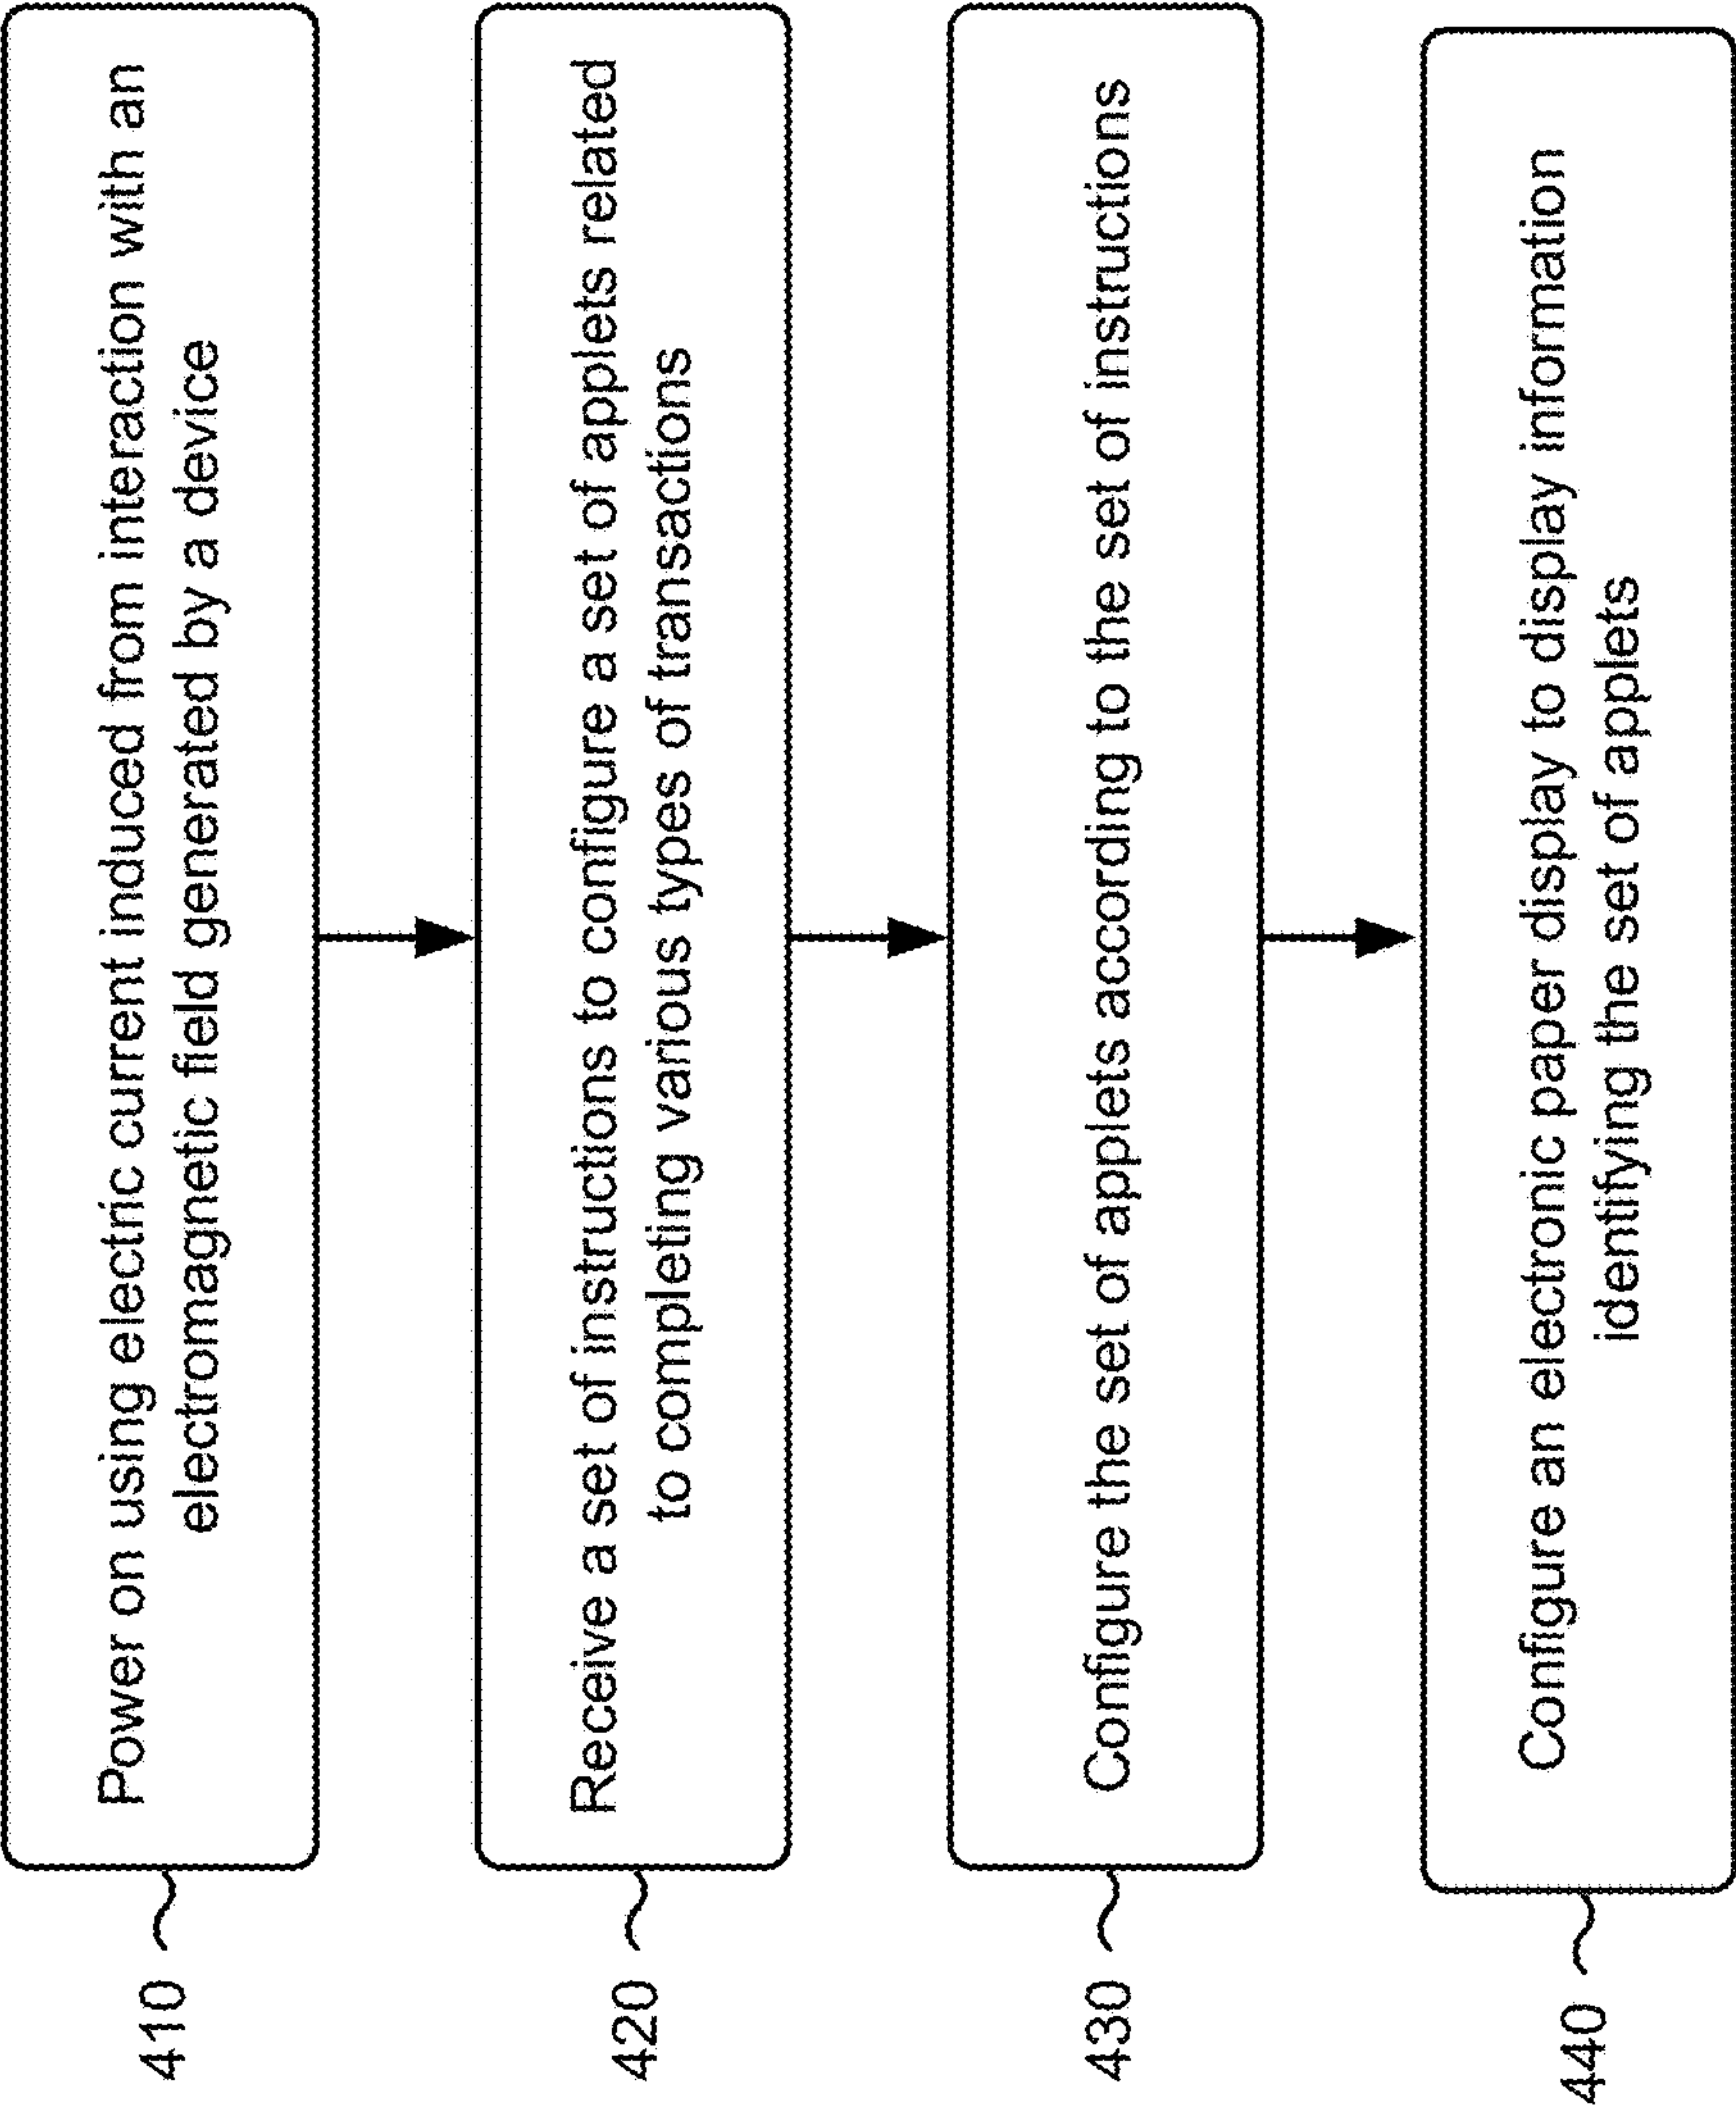 410
Power on using electric current induced from interaction with an
electromagnetic field generated by a device
420
Receive a set of instructions to configure a set of applets related
to completing various types of transactions
430
Configure the set of applets according to the set of instructions
440
Configure an electronic paper display to display information
identifying the set of applets